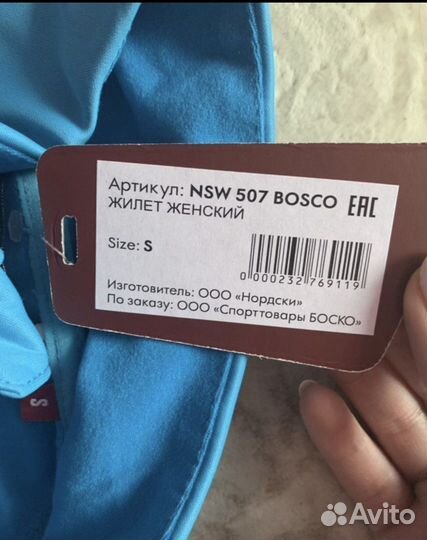 Артикул: NSW 507 BOSCO EAC
ЖИЛЕТ ЖЕНСКИЙ
Size: S
0 000232 769119
Изготовитель: ООО «Нордски»
По заказу: ООО «Спорттовары БОСКО»
S
Avito